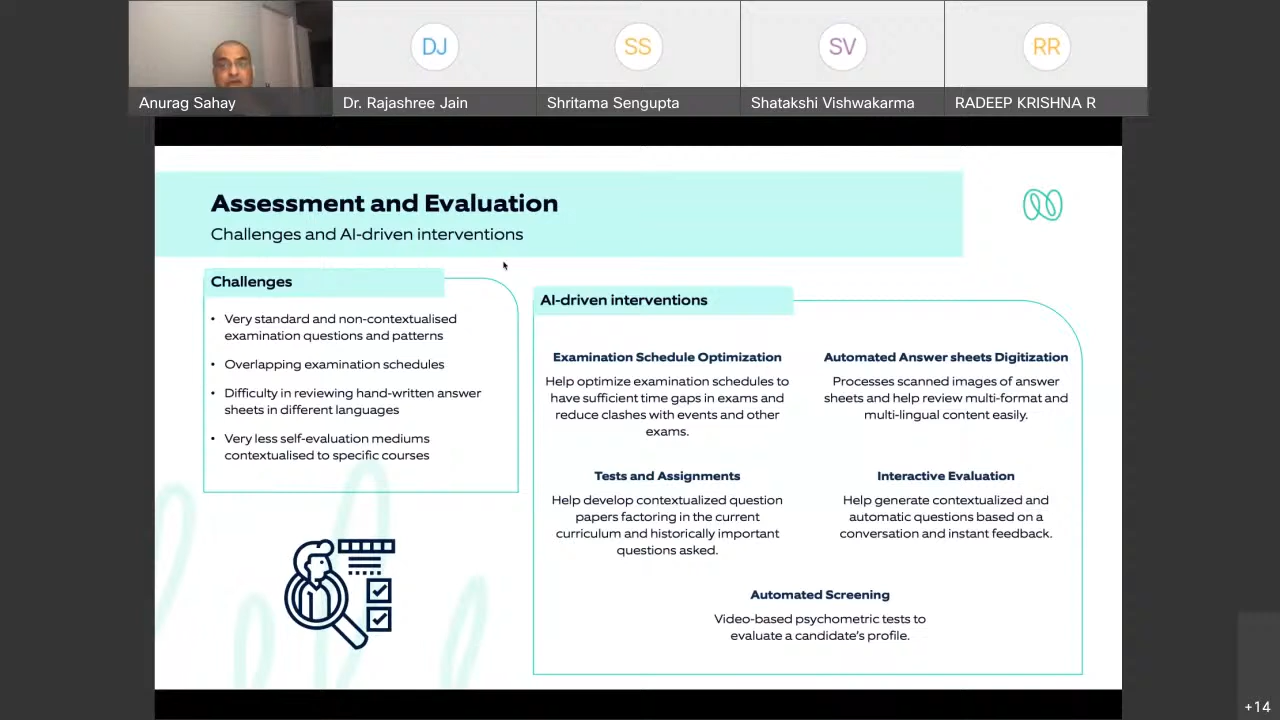 DJ
SS
SV
RR
Anurag Sahay
Dr. Rajashree Jain
Shritama Sengupta
Shatakshi Vishwakarma
RADEEP KRISHNA R
Assessment and Evaluation
Challenges and AI-driven interventions
Challenges
• Very standard and non-contextualised
examination questions and patterns
• Overlapping examination schedules
• Difficulty in reviewing hand-written answer
sheets in different languages
• Very less self-evaluation mediums
contextualised to specific courses
AI-driven interventions
Examination Schedule Optimization
Help optimize examination schedules to
have sufficient time gaps in exams and
reduce clashes with events and other
exams.
Automated Answer sheets Digitization
Processes scanned images of answer
sheets and help review multi-format and
multi-lingual content easily.
Tests and Assignments
Help develop contextualized question
papers factoring in the current
curriculum and historically important
questions asked.
Interactive Evaluation
Help generate contextualized and
automatic questions based on a
conversation and instant feedback.
Automated Screening
Video-based psychometric tests to
evaluate a candidate's profile.
+14